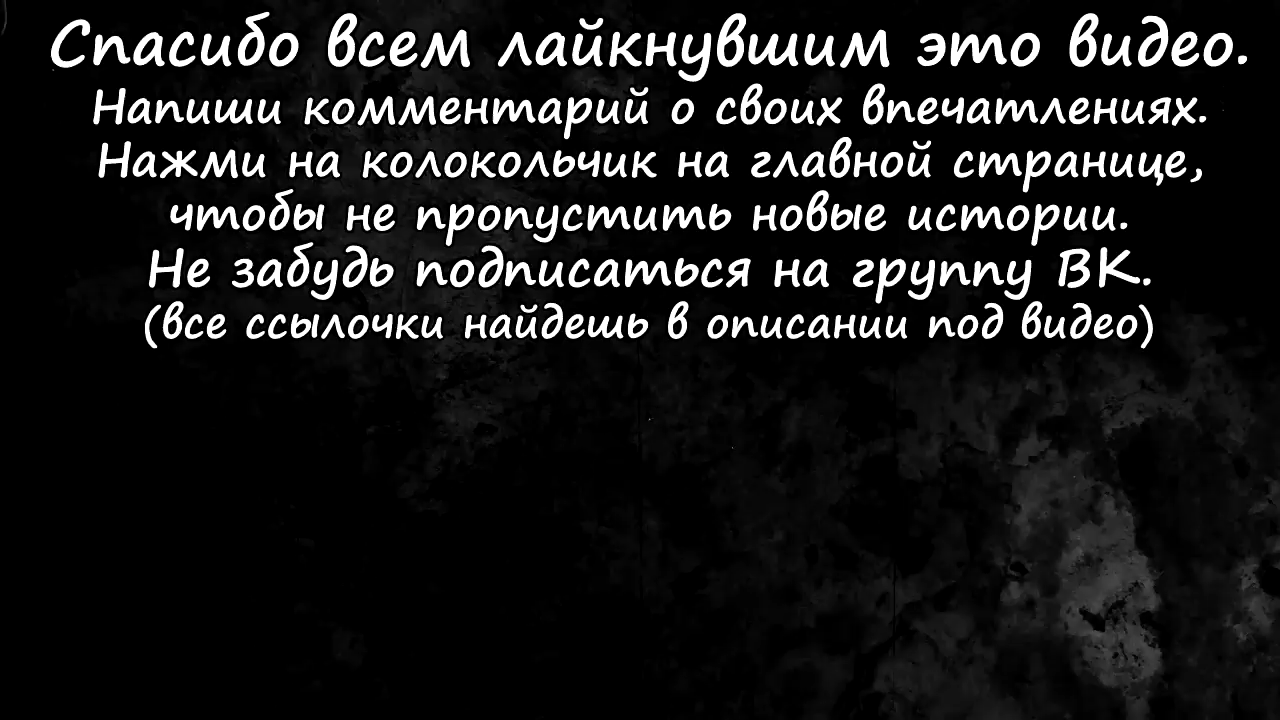 Спасибо всем лайкнувшим это видео.
Напиши комментарий о своих впечатлениях.
Нажми на колокольчик на главной странице,
чтобы не пропустить новые истории.
Не забудь подписаться на группу ВК.
(все ссылочки найдешь в описании под видео)